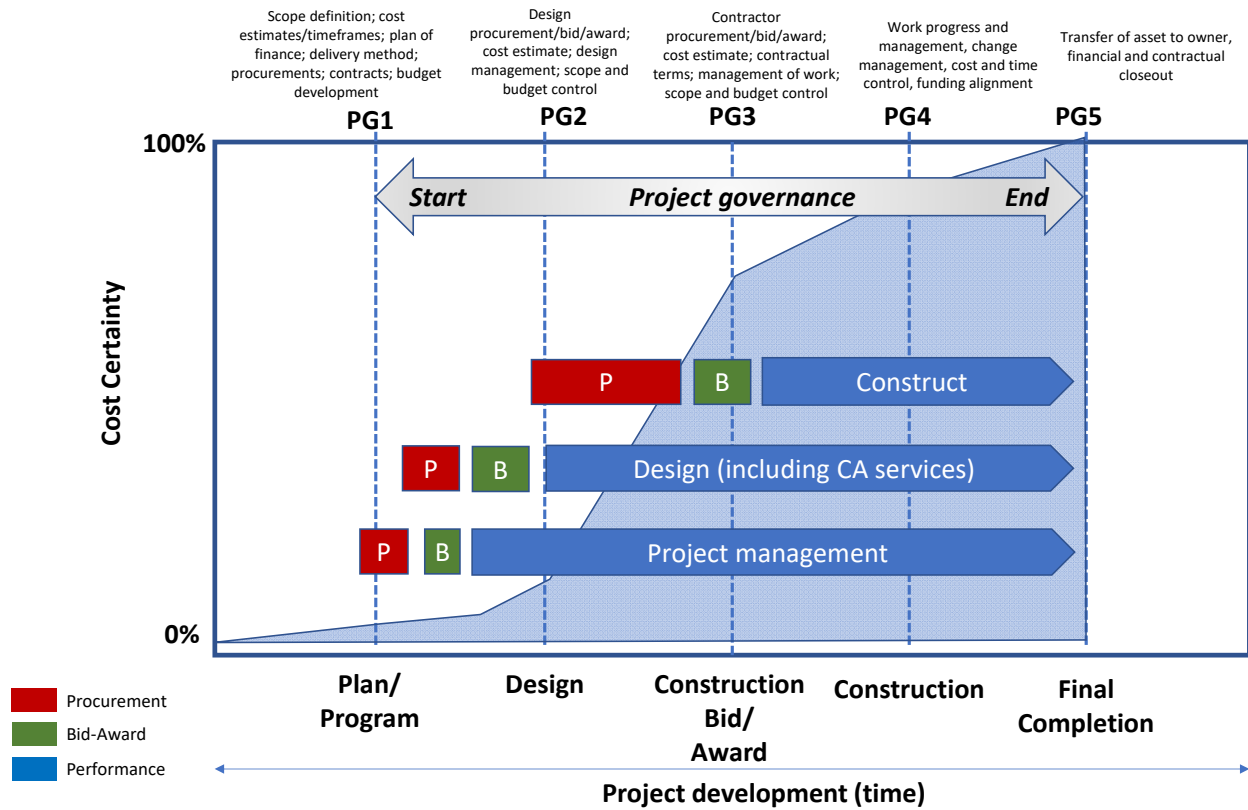 Scope definition; cost
estimates/timeframes; plan of
finance; delivery method;
procurements; contracts; budget
development
PG1
Design
procurement/bid/award;
cost estimate; design
management; scope and
budget control
PG2
Contractor
procurement/bid/award;
cost estimate; contractual
terms; management of work;
scope and budget control
PG3
Work progress and
management, change
management, cost and time
control, funding alignment
PG4
Transfer of asset to owner,
financial and contractual
closeout
PG5
100%
Start Project governance End
Cost Certainty
P B Construct
P B Design (including CA services)
P B Project management
0%
Plan/
Program
Design
Construction
Bid/
Award
Construction
Final
Completion
Procurement
Bid-Award
Performance
Project development (time)